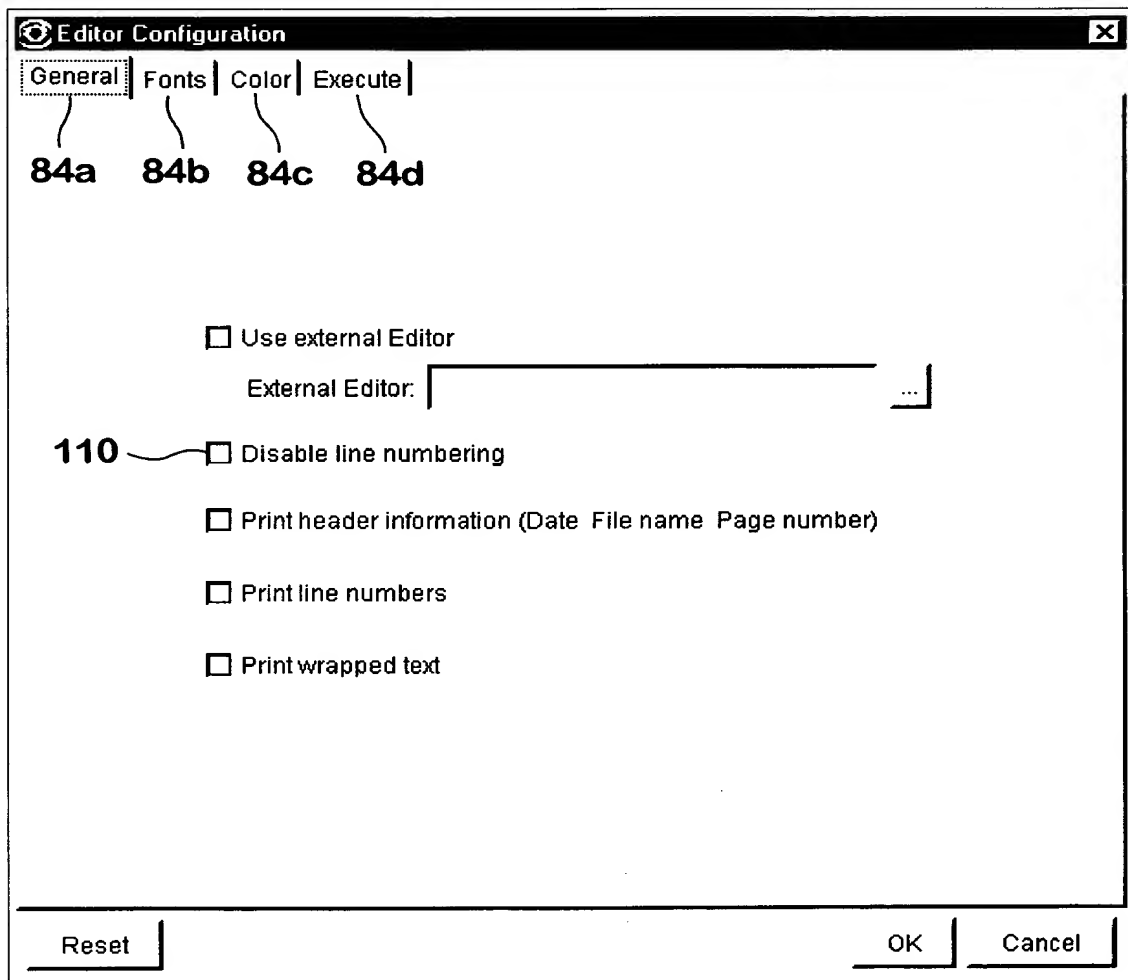 Editor Configuration
General Fonts Color Execute
84a 84b 84c 84d
Use external Editor
External Editor: ...
110 Disable line numbering
Print header information (Date File name Page number)
Print line numbers
Print wrapped text
Reset OK Cancel